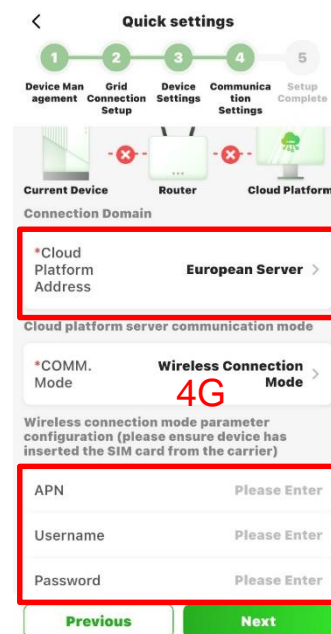 Quick settings
1 2 3 4 5
Device Man
agement
Grid
Connection
Setup
Device
Settings
Communica
tion
Settings
Setup
Complete
Current Device Router Cloud Platform
Connection Domain
*Cloud
Platform
Address
European Server
Cloud platform server communication mode
*COMM.
Mode
Wireless Connection
Mode
4G
Wireless connection mode parameter
configuration (please ensure device has
inserted the SIM card from the carrier)
APN Please Enter
Username Please Enter
Password Please Enter
Previous Next